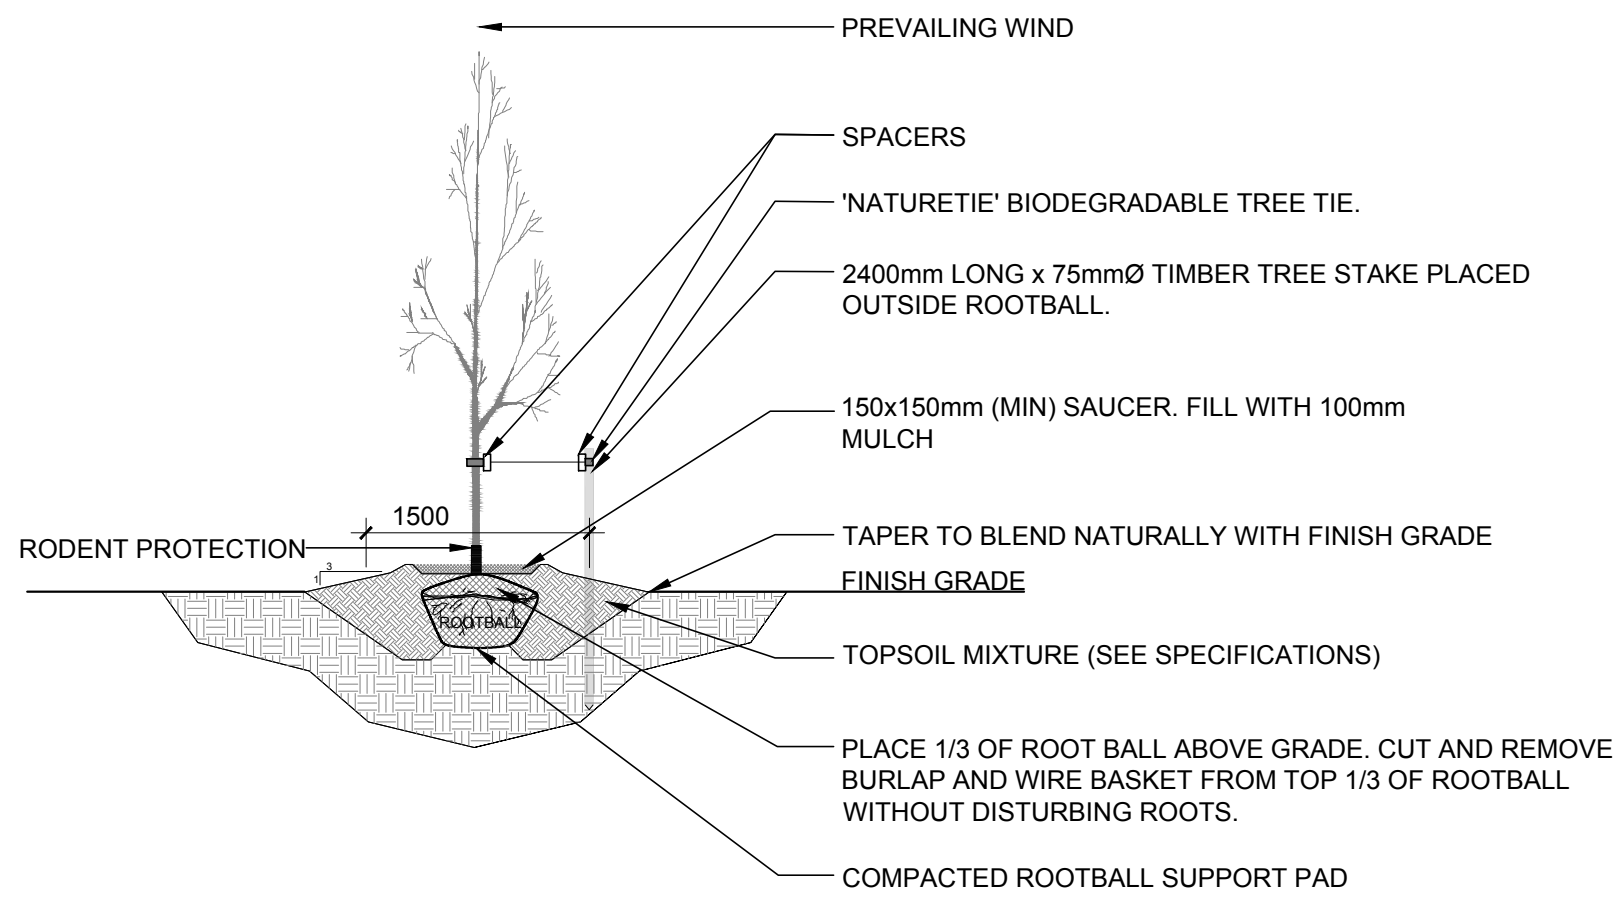 PREVAILING WIND
SPACERS
'NATURETIE' BIODEGRADABLE TREE TIE.
2400mm LONG x 75mmØ TIMBER TREE STAKE PLACED
OUTSIDE ROOTBALL.
150x150mm (MIN) SAUCER. FILL WITH 100mm
MULCH
1500
TAPER TO BLEND NATURALLY WITH FINISH GRADE
RODENT PROTECTION
3
1
FINISH GRADE
ROOTBALL
TOPSOIL MIXTURE (SEE SPECIFICATIONS)
PLACE 1/3 OF ROOT BALL ABOVE GRADE. CUT AND REMOVE
BURLAP AND WIRE BASKET FROM TOP 1/3 OF ROOTBALL
WITHOUT DISTURBING ROOTS.
COMPACTED ROOTBALL SUPPORT PAD